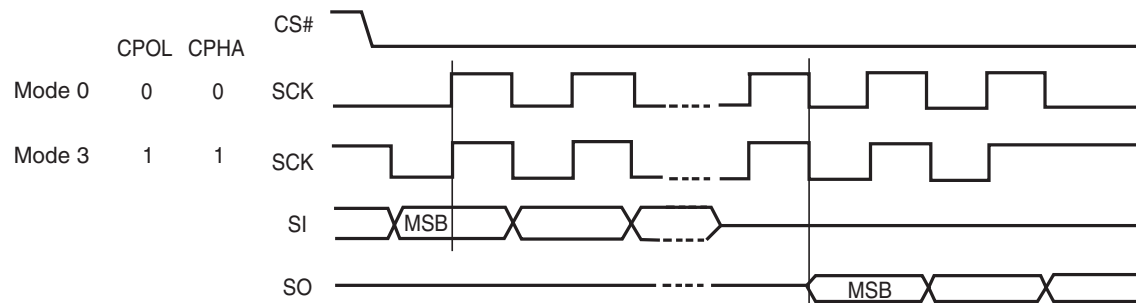 CS#
CPOL CPHA
Mode 0 0 0 SCK
Mode 3 1 1 SCK
SI MSB
SO MSB